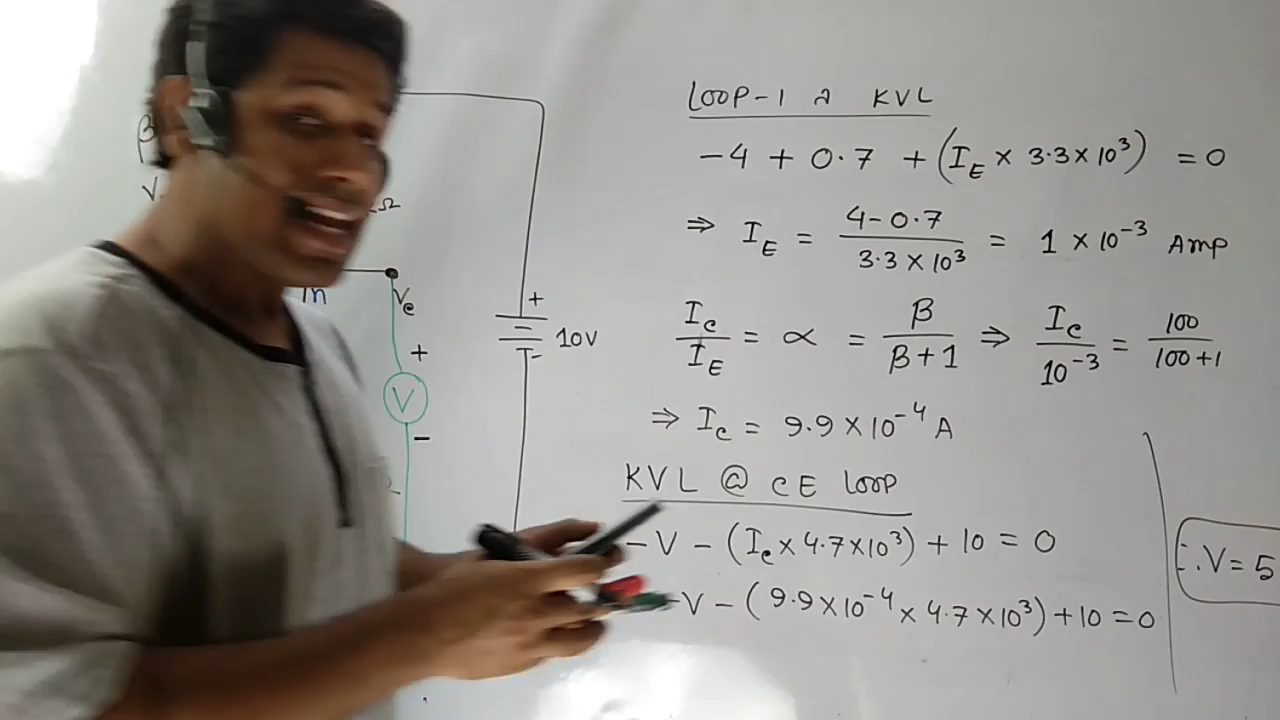 LOOP-1 এ KVL
-4 + 0.7 + (I_E × 3.3×10³) = 0
⇒ I_E = (4-0.7)/(3.3×10³) = 1 × 10⁻³ Amp
I_C/I_E = α = β/(β+1) ⇒ I_C/10⁻³ = 100/(100+1)
⇒ I_C = 9.9 × 10⁻⁴ A
KVL @ CE LOOP
-V - (I_C × 4.7×10³) + 10 = 0
-V - (9.9×10⁻⁴ × 4.7×10³) + 10 = 0
∴ V = 5
β
V
Ω
V_C
+
V
-
+
-
10V